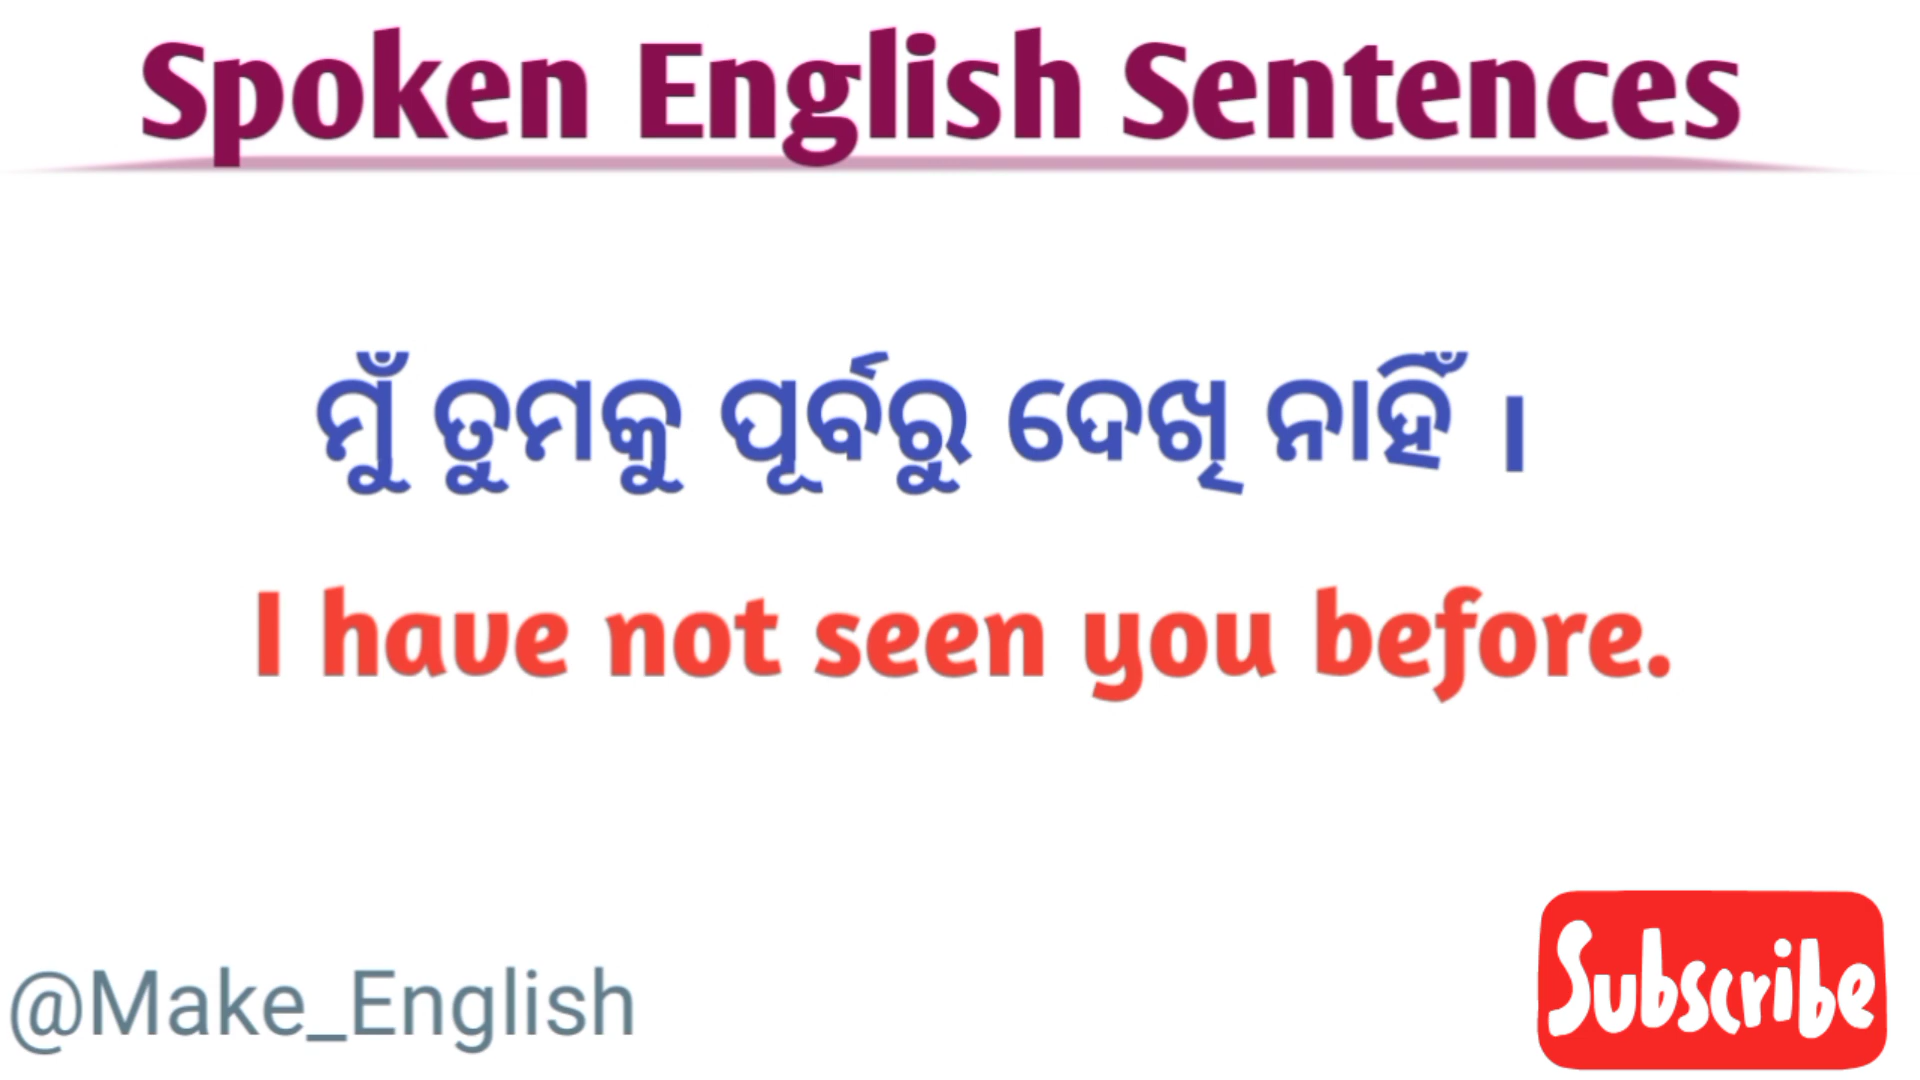 Spoken English Sentences
ମୁଁ ତୁମକୁ ପୂର୍ବରୁ ଦେଖି ନାହିଁ ।
I have not seen you before.
@Make_English
Subscribe